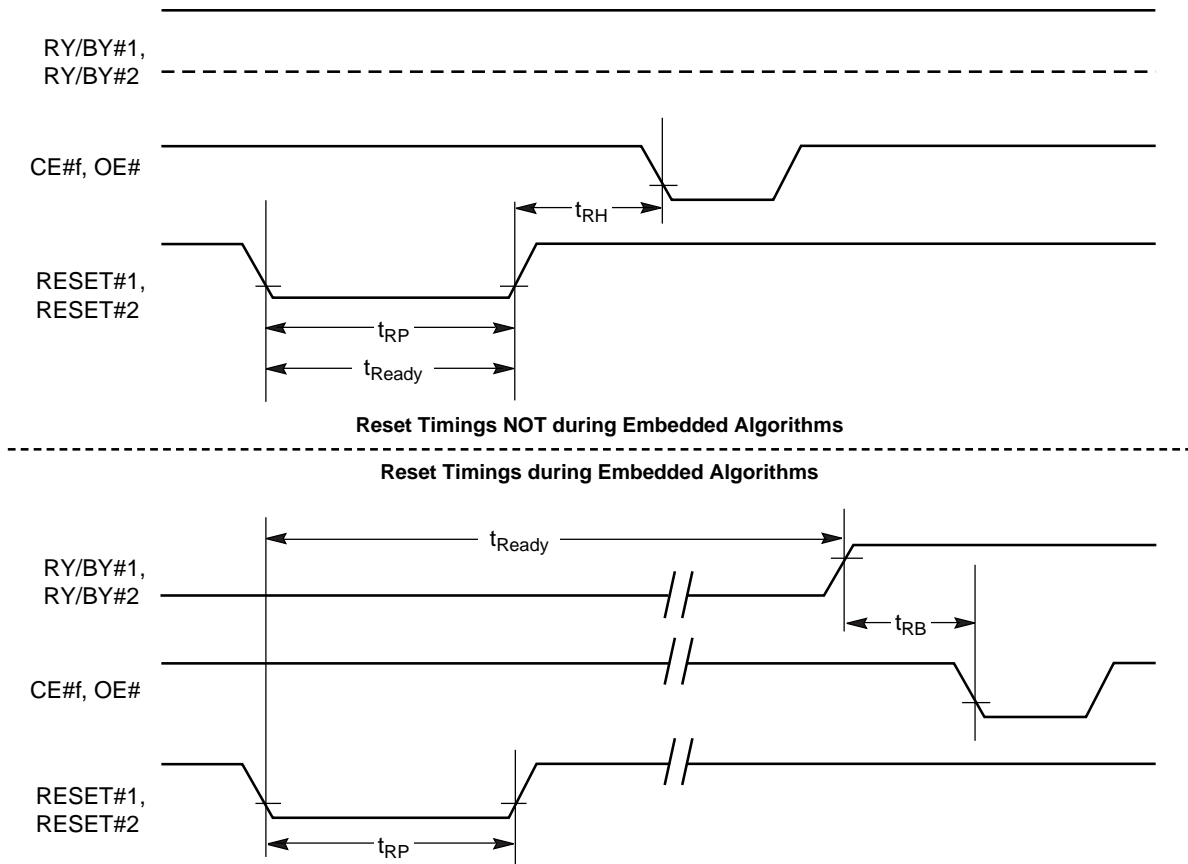 RY/BY#1,
RY/BY#2
CE#f, OE#
tRH
RESET#1,
RESET#2
tRP
tReady
Reset Timings NOT during Embedded Algorithms
Reset Timings during Embedded Algorithms
tReady
RY/BY#1,
RY/BY#2
tRB
CE#f, OE#
RESET#1,
RESET#2
tRP